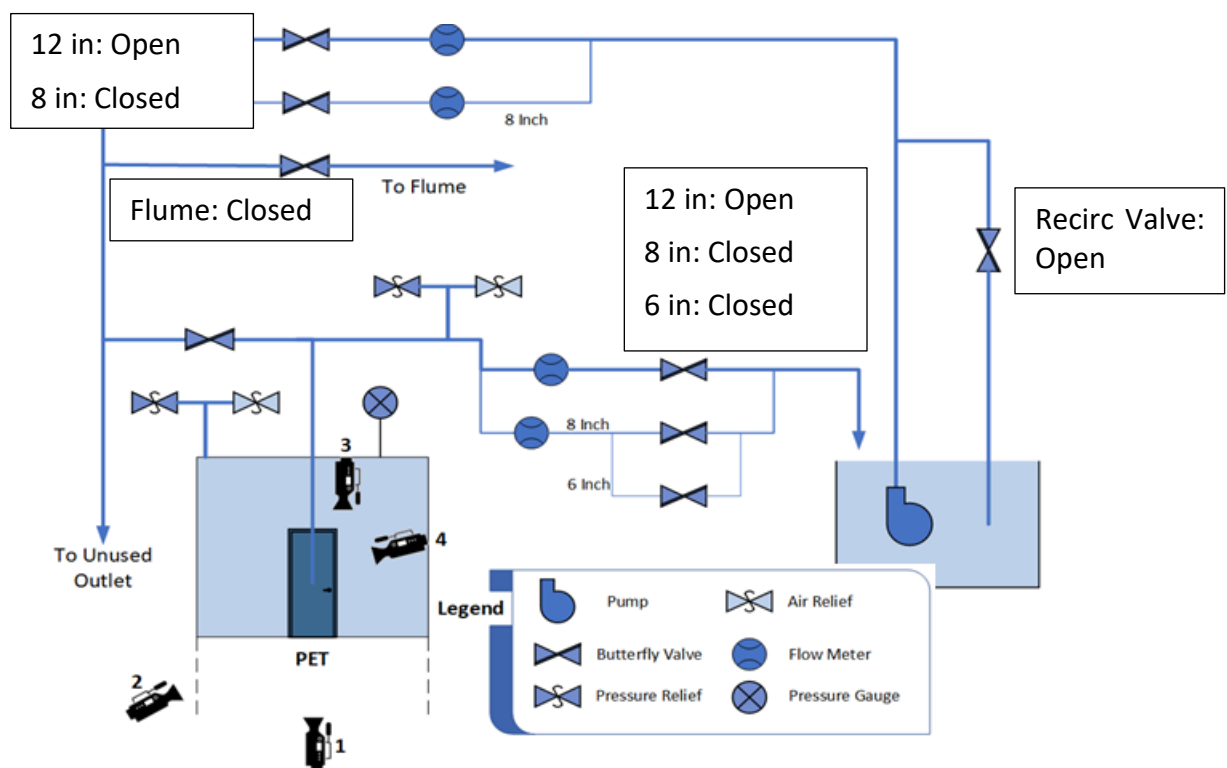 12 in: Open
8 in: Closed
8 Inch
To Flume
Flume: Closed
12 in: Open
8 in: Closed
6 in: Closed
Recirc Valve:
Open
8 Inch
6 Inch
3
4
To Unused
Outlet
PET
2
1
Legend
Pump
Air Relief
Butterfly Valve
Flow Meter
Pressure Relief
Pressure Gauge